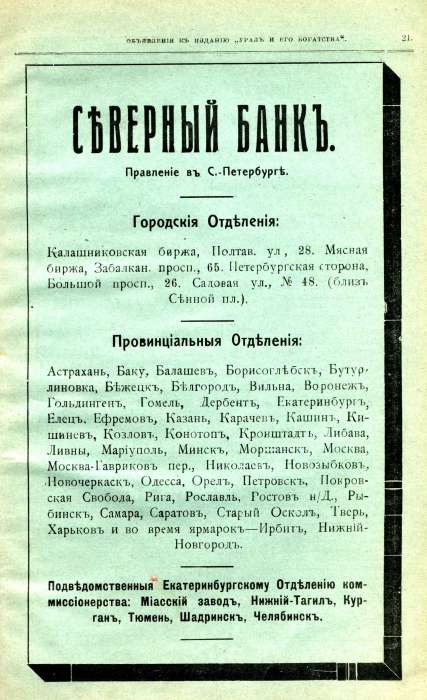 ОБЪЯВЛЕНІЯ КЪ ИЗДАНІЮ „УРАЛЪ И ЕГО БОГАТСТВА“. 21.
СѢВЕРНЫЙ БАНКЪ.
Правленіе въ С.-Петербургѣ.
Городскія Отдѣленія:
Калашниковская биржа, Полтав. ул, 28. Мясная
биржа, Забалкан. просп., 65. Петербургская сторона,
Большой просп., 26. Садовая ул., № 48. (близъ
Сѣнной пл.).
Провинціальныя Отдѣленія:
Астрахань, Баку, Балашевъ, Борисоглѣбскъ, Бутур-
линовка, Бѣжецкъ, Бѣлгородъ, Вильна, Воронежъ,
Гольдингенъ, Гомель, Дербентъ, Екатеринбургъ,
Елецъ. Ефремовъ, Казань, Карачевъ, Кашинъ, Ки-
шиневъ, Козловъ, Конотопъ, Кронштадтъ, Либава,
Ливны, Маріуполь, Минскъ, Моршанскъ, Москва,
Москва-Гавриковъ пер., Николаевъ, Новозыбковъ,
Новочеркаскъ, Одесса, Орелъ, Петровскъ, Покров-
ская Свобода, Рига, Рославль, Ростовъ н/Д., Ры-
бинскъ, Самара, Саратовъ, Старый Осколъ, Тверь,
Харьковъ и во время ярмарокъ—Ирбитъ, Нижній-
Новгородъ.
Подвѣдомственныя Екатеринбургскому Отдѣленію ком-
миссіонерства: Міасскій заводъ, Нижній-Тагилъ, Кур-
ганъ, Тюмень, Шадринскъ, Челябинскъ.